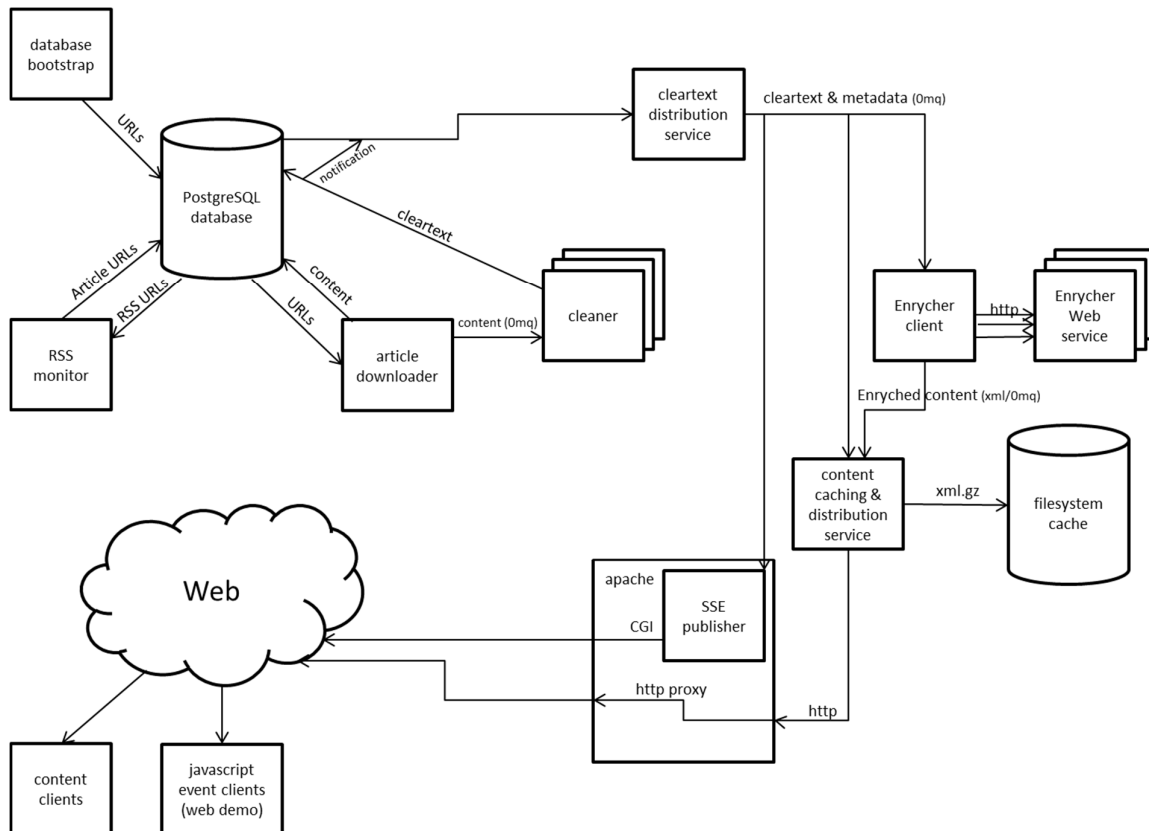 database
bootstrap
URLs
cleartext
distribution
service
cleartext & metadata (0mq)
notification
PostgreSQL
database
cleartext
Article URLs
RSS URLs
content
URLs
RSS
monitor
article
downloader
content (0mq)
cleaner
Enrycher
client
http
Enrycher
Web
service
Enryched content (xml/0mq)
content
caching &
distribution
service
xml.gz
filesystem
cache
Web
apache
SSE
publisher
CGI
http proxy
http
content
clients
javascript
event clients
(web demo)